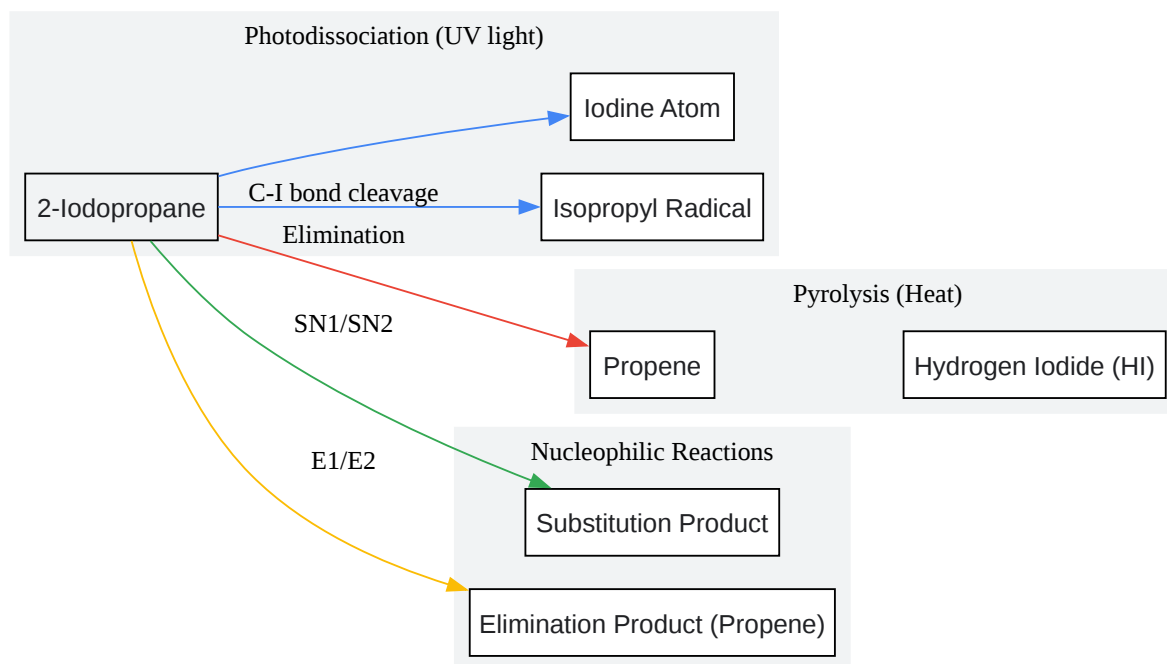 Photodissociation (UV light)
Iodine Atom
2-Iodopropane
C-I bond cleavage
Isopropyl Radical
Elimination
Pyrolysis (Heat)
SN1/SN2
Propene
Hydrogen Iodide (HI)
Nucleophilic Reactions
E1/E2
Substitution Product
Elimination Product (Propene)